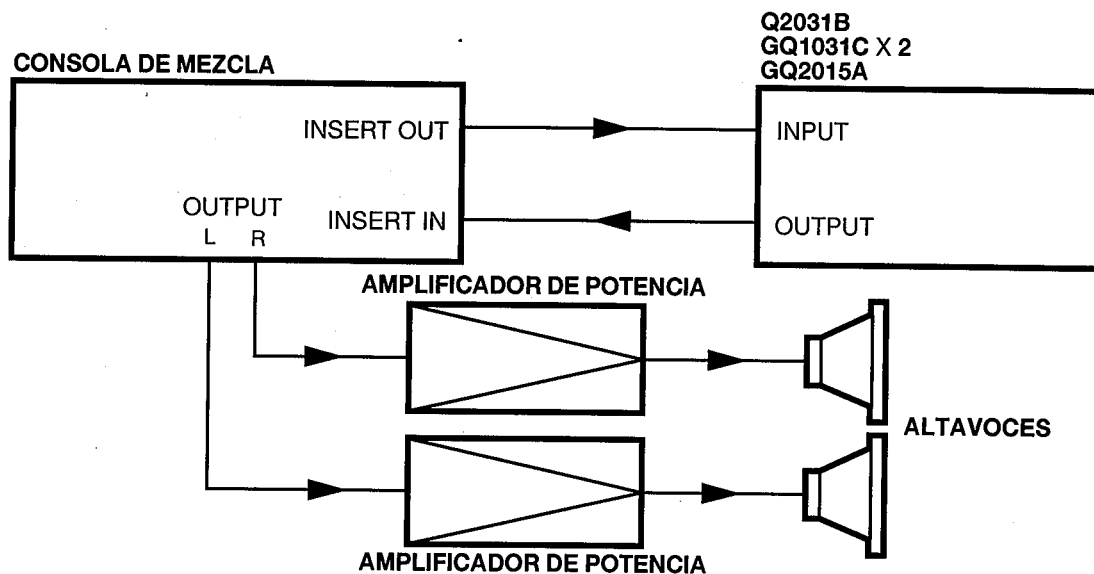 Q2031B
GQ1031C X 2
GQ2015A
CONSOLA DE MEZCLA
INSERT OUT
INPUT
OUTPUT
L R
INSERT IN
OUTPUT
AMPLIFICADOR DE POTENCIA
ALTAVOCES
AMPLIFICADOR DE POTENCIA